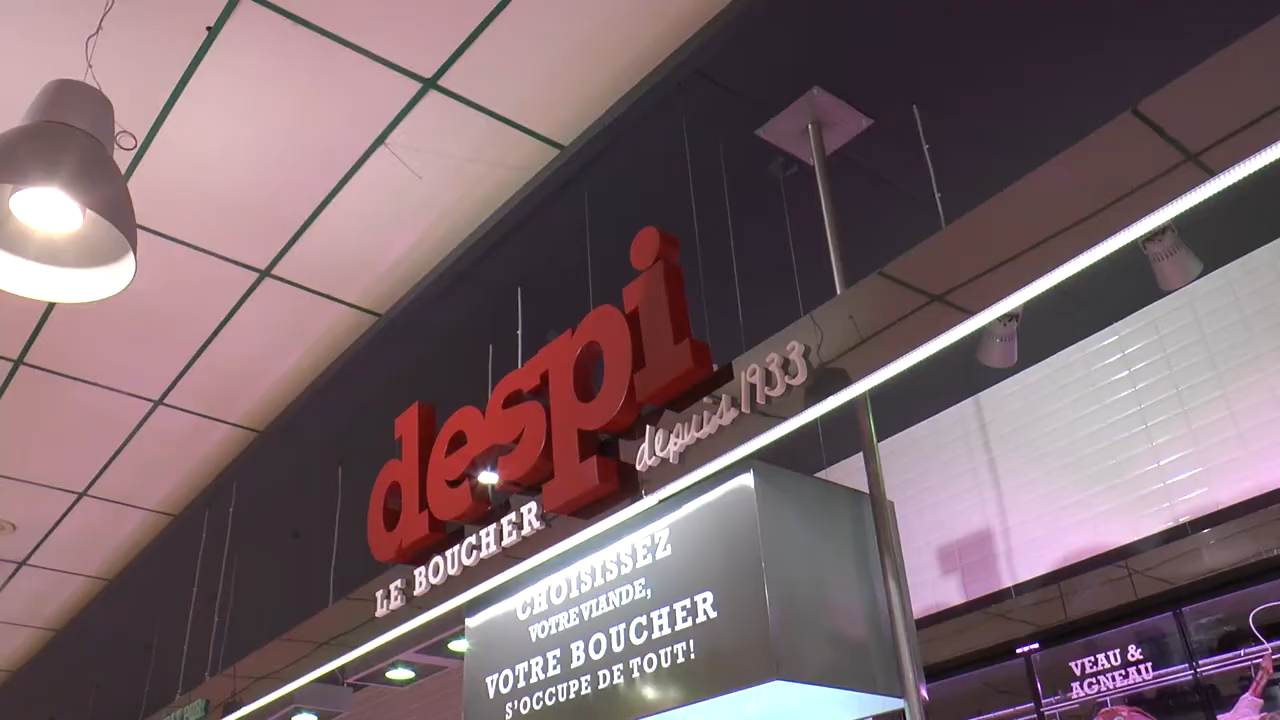 despi
depuis 1933
LE BOUCHER
CHOISISSEZ
VOTRE VIANDE,
VOTRE BOUCHER
S'OCCUPE DE TOUT!
VEAU &
AGNEAU